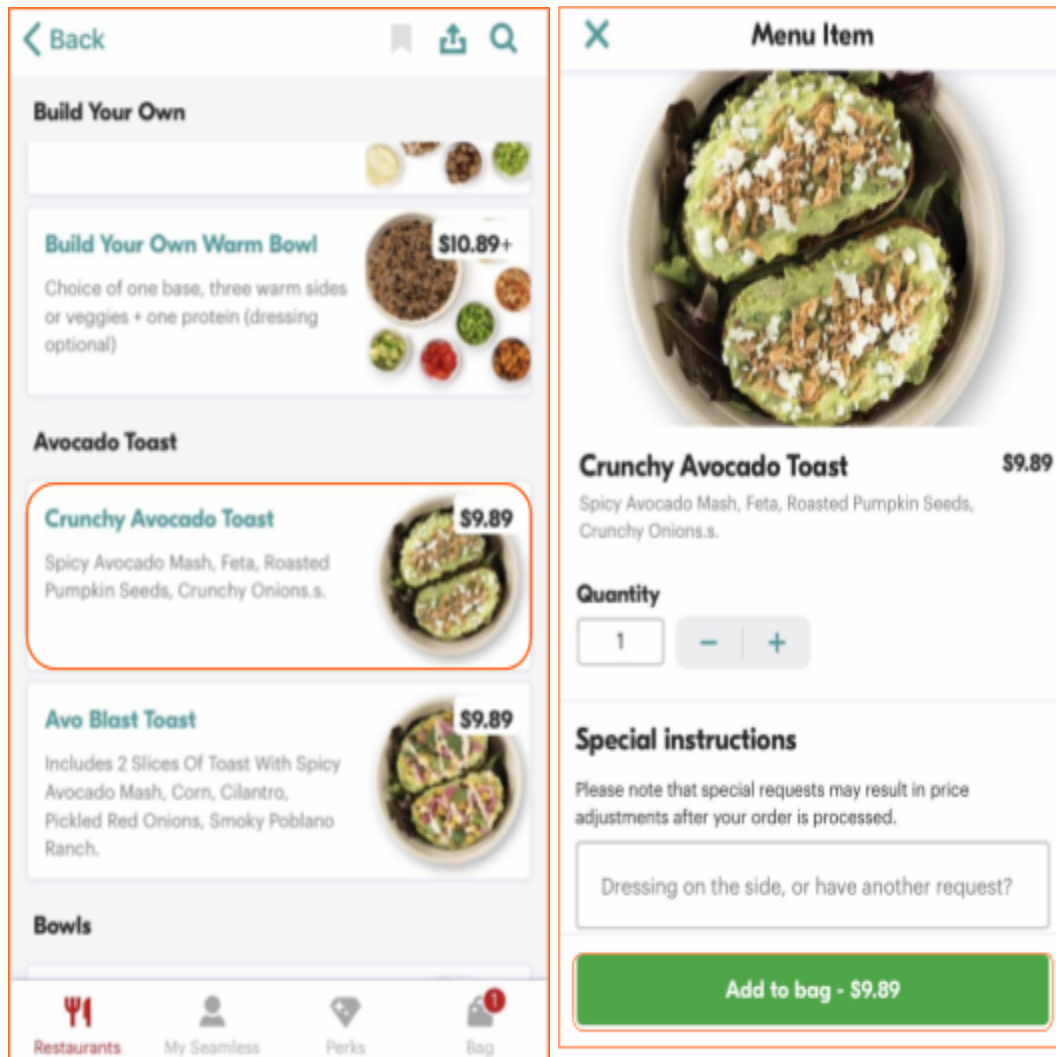 Back
Build Your Own
Build Your Own Warm Bowl
$10.89+
Choice of one base, three warm sides
or veggies + one protein (dressing
optional)
Avocado Toast
Crunchy Avocado Toast
$9.89
Spicy Avocado Mash, Feta, Roasted
Pumpkin Seeds, Crunchy Onions.s.
Avo Blast Toast
$9.89
Includes 2 Slices Of Toast With Spicy
Avocado Mash, Corn, Cilantro,
Pickled Red Onions, Smoky Poblano
Ranch.
Bowls
1
Restaurants
My Seamless
Perks
Bag
Menu Item
Crunchy Avocado Toast
$9.89
Spicy Avocado Mash, Feta, Roasted Pumpkin Seeds,
Crunchy Onions.s.
Quantity
1 − +
Special instructions
Please note that special requests may result in price
adjustments after your order is processed.
Dressing on the side, or have another request?
Add to bag - $9.89